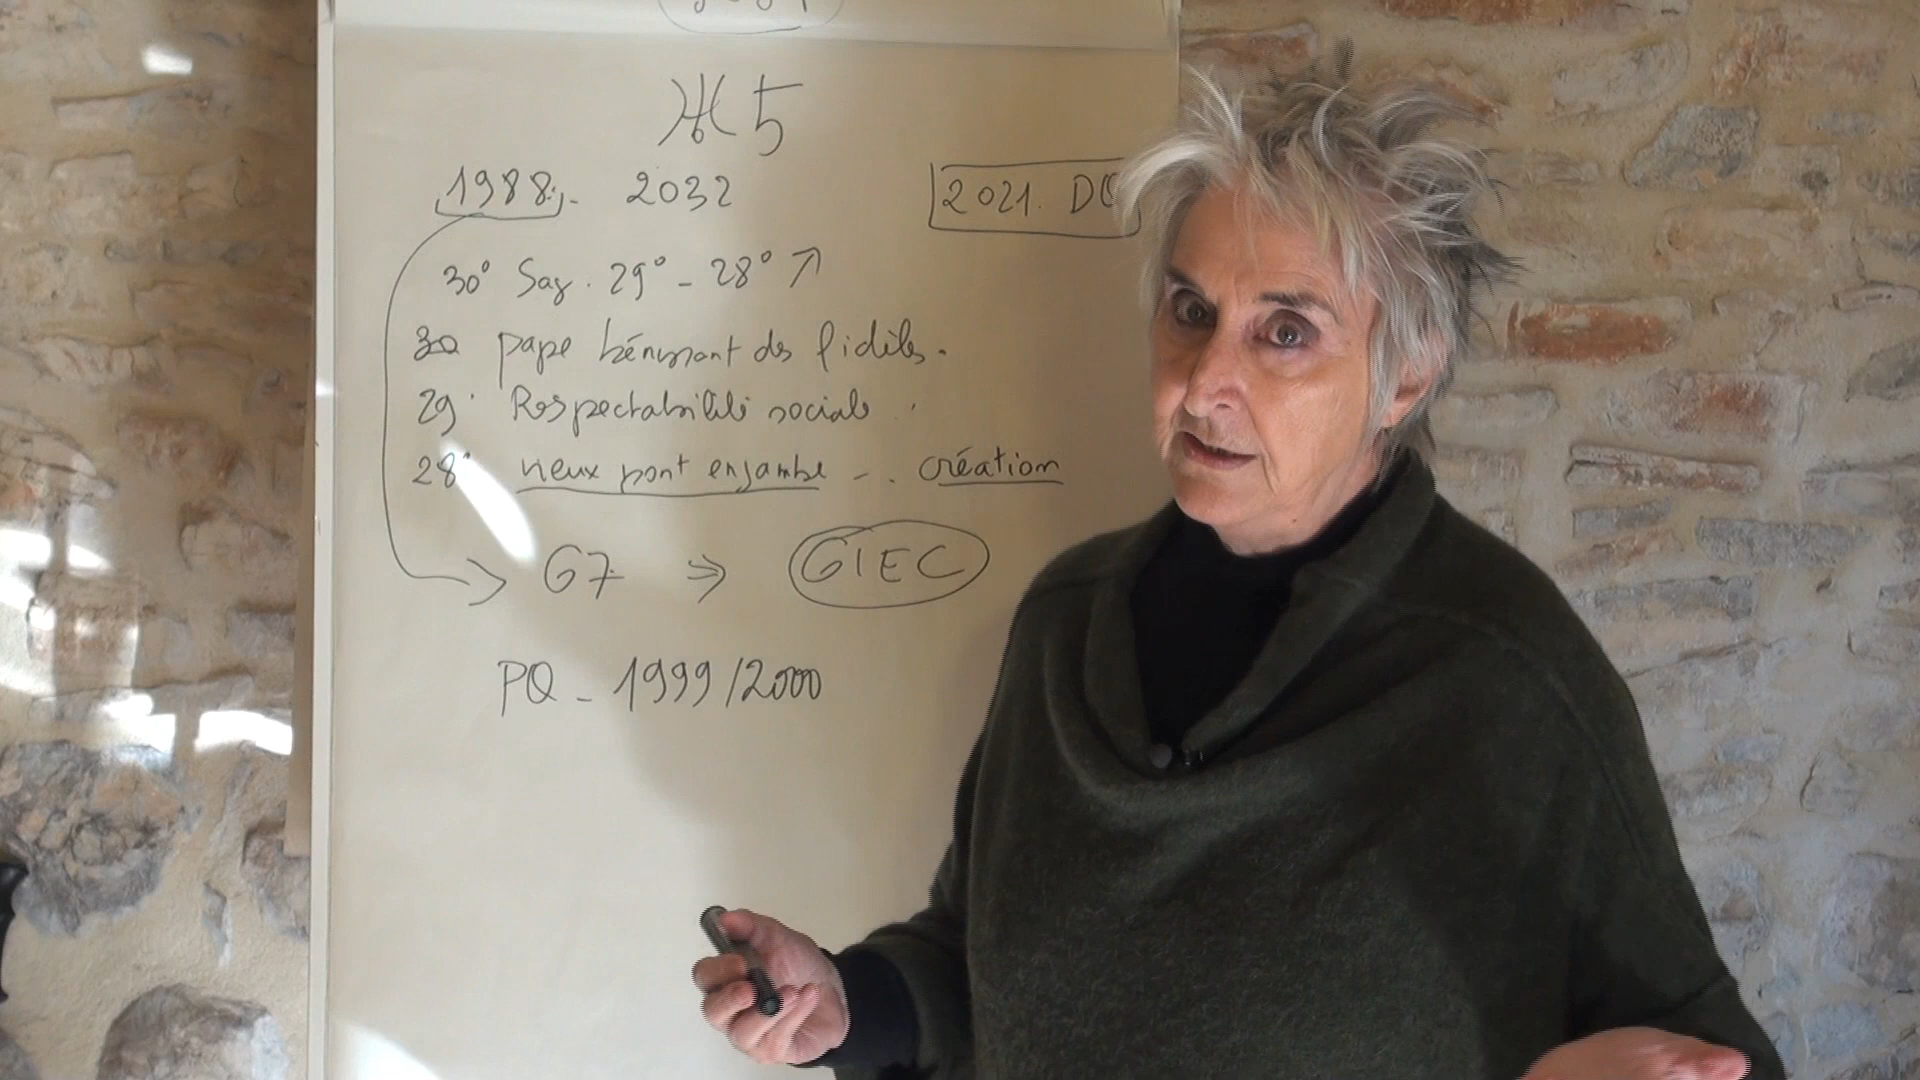 ♅ ♄
1988. - 2032
2021. DQ
30° Sag. 29° - 28° ↗
30 pape bénissant des fidèles.
29° Respectabilité sociale.
28° vieux pont enjambe - . création
→ G7 ⇒ GIEC
PQ - 1999/2000